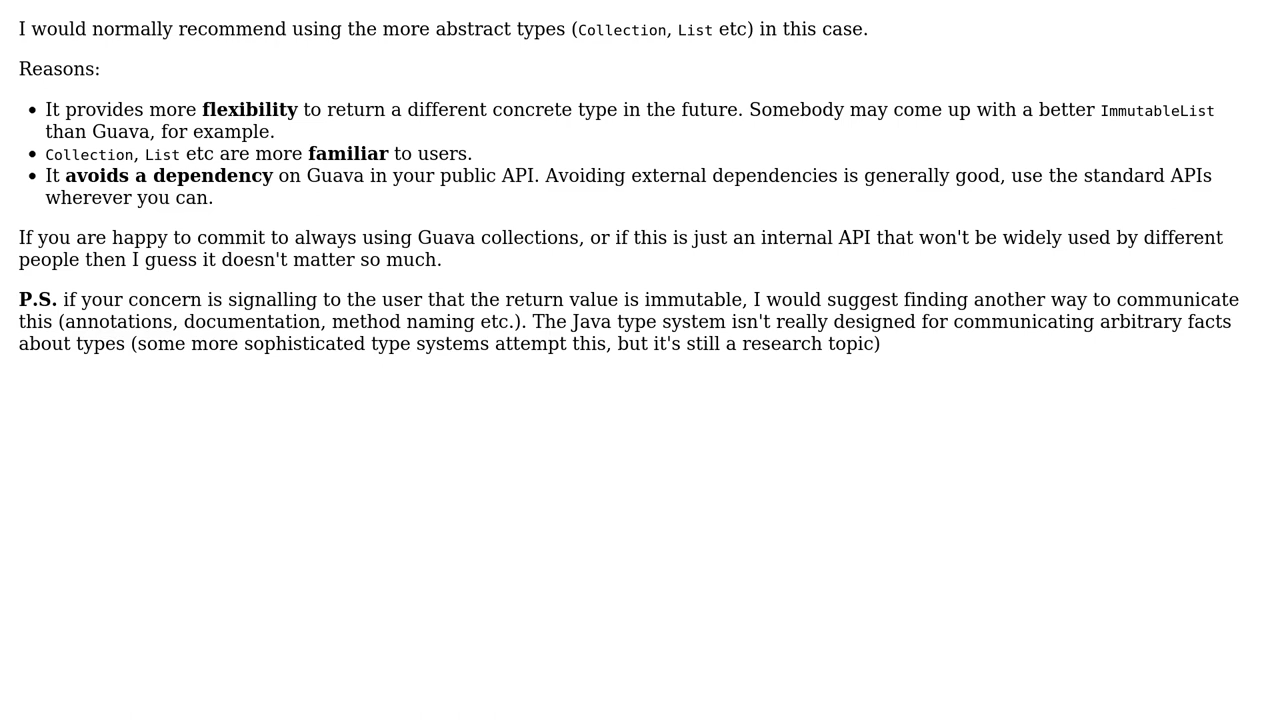 I would normally recommend using the more abstract types (Collection, List etc) in this case.
Reasons:
• It provides more flexibility to return a different concrete type in the future. Somebody may come up with a better ImmutableList
than Guava, for example.
• Collection, List etc are more familiar to users.
• It avoids a dependency on Guava in your public API. Avoiding external dependencies is generally good, use the standard APIs
wherever you can.
If you are happy to commit to always using Guava collections, or if this is just an internal API that won't be widely used by different
people then I guess it doesn't matter so much.
P.S. if your concern is signalling to the user that the return value is immutable, I would suggest finding another way to communicate
this (annotations, documentation, method naming etc.). The Java type system isn't really designed for communicating arbitrary facts
about types (some more sophisticated type systems attempt this, but it's still a research topic)